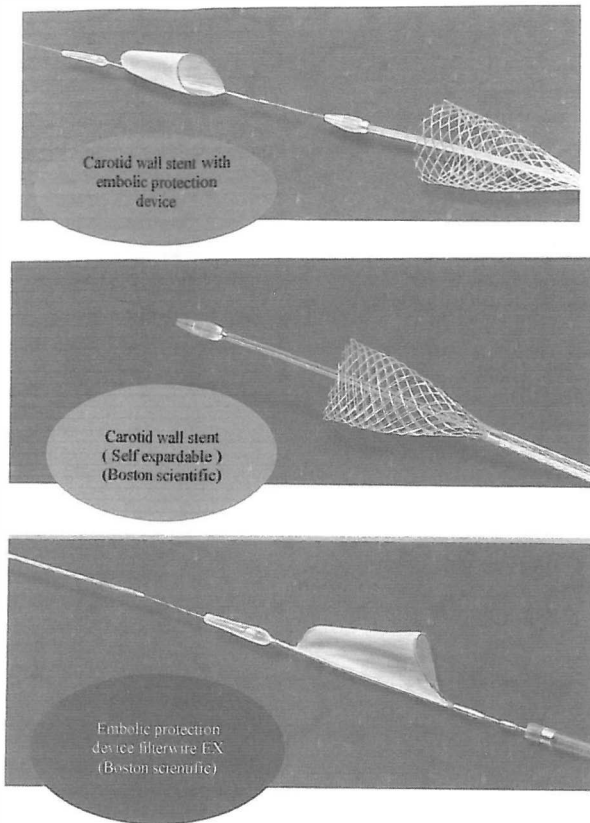 Carotid wall stent with
embolic protection
device
Carotid wall stent
( Self expardable )
(Boston scientific)
Embolic protection
device filterwire EX
(Boston scientific)